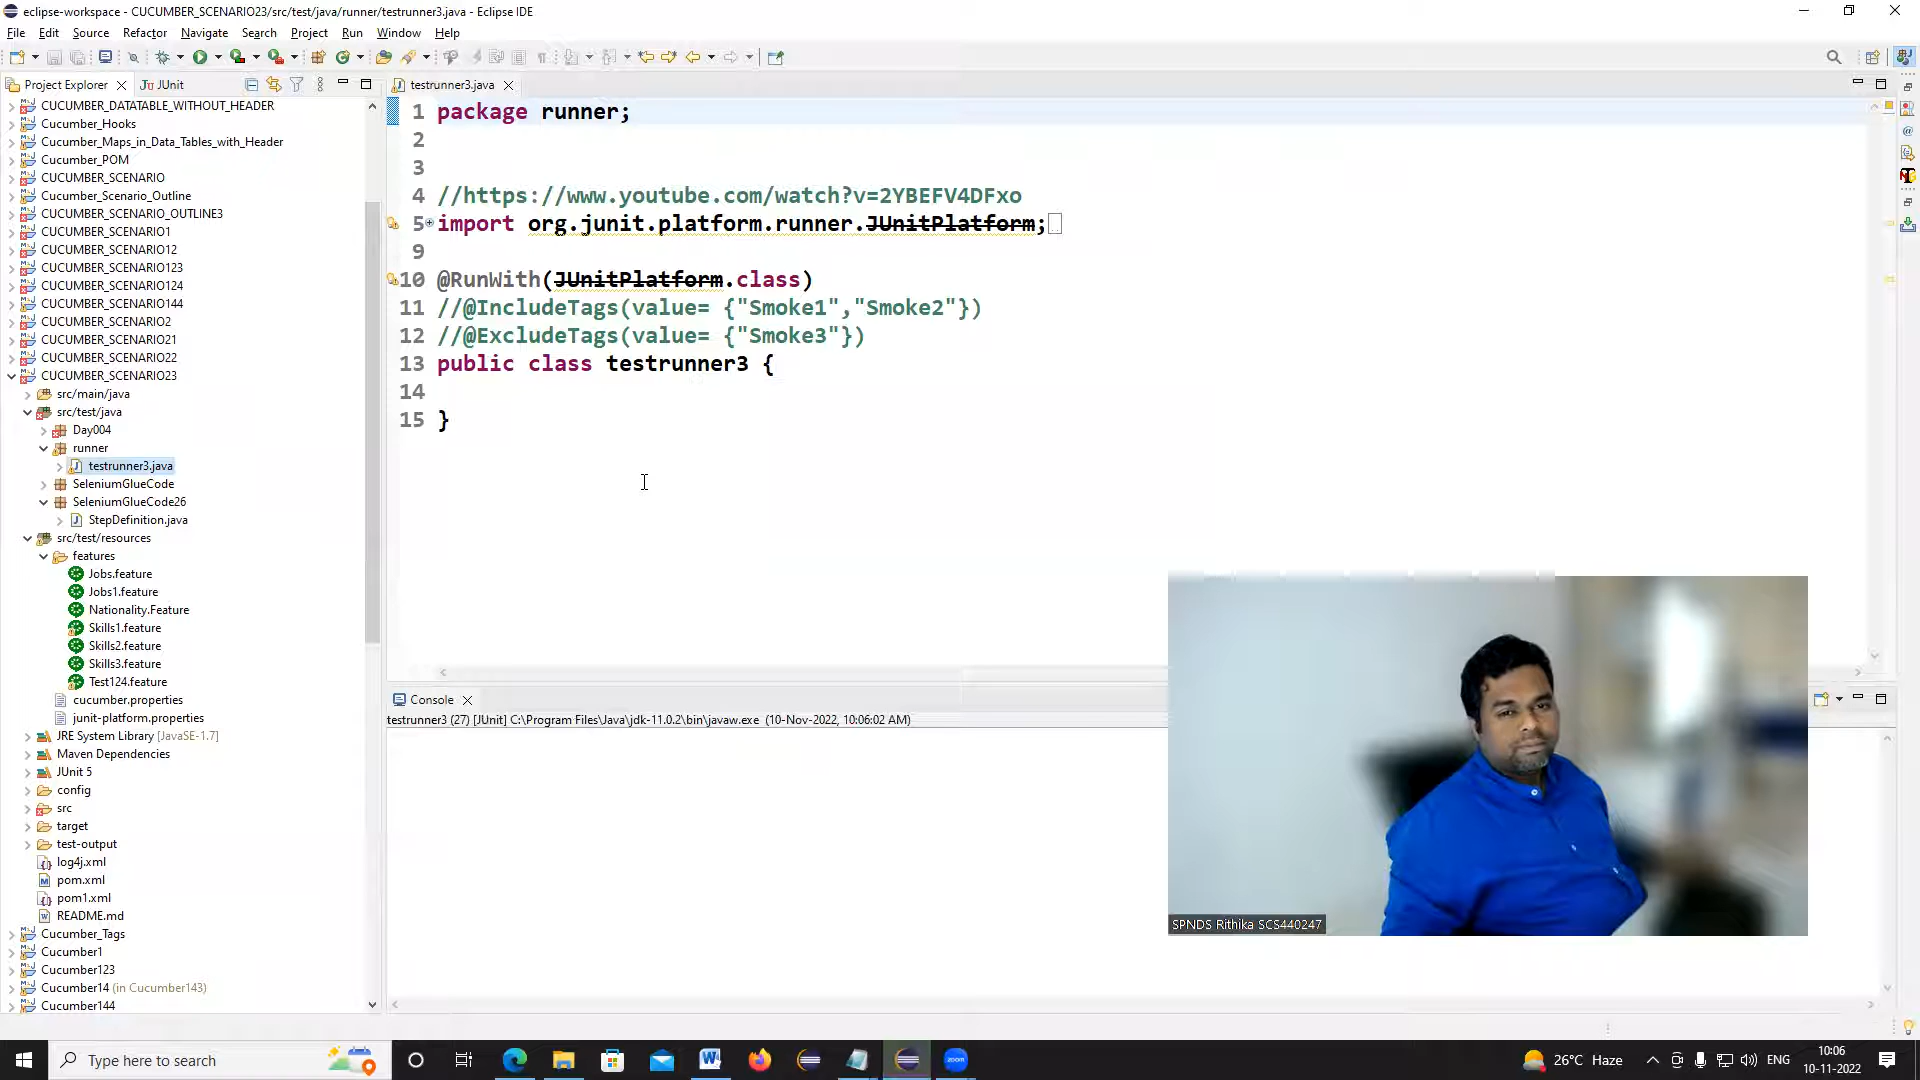 eclipse-workspace - CUCUMBER_SCENARIO23/src/test/java/runner/testrunner3.java - Eclipse IDE
File Edit Source Refactor Navigate Search Project Run Window Help
Project Explorer
JUnit
CUCUMBER_DATATABLE_WITHOUT_HEADER
Cucumber_Hooks
Cucumber_Maps_in_Data_Tables_with_Header
Cucumber_POM
CUCUMBER_SCENARIO
Cucumber_Scenario_Outline
CUCUMBER_SCENARIO_OUTLINE3
CUCUMBER_SCENARIO1
CUCUMBER_SCENARIO12
CUCUMBER_SCENARIO123
CUCUMBER_SCENARIO124
CUCUMBER_SCENARIO144
CUCUMBER_SCENARIO2
CUCUMBER_SCENARIO21
CUCUMBER_SCENARIO22
CUCUMBER_SCENARIO23
src/main/java
src/test/java
Day004
runner
testrunner3.java
SeleniumGlueCode
SeleniumGlueCode26
StepDefinition.java
src/test/resources
features
Jobs.feature
Jobs1.feature
Nationality.Feature
Skills1.feature
Skills2.feature
Skills3.feature
Test124.feature
cucumber.properties
junit-platform.properties
JRE System Library [JavaSE-1.7]
Maven Dependencies
JUnit 5
config
src
target
test-output
log4j.xml
pom.xml
pom1.xml
README.md
Cucumber_Tags
Cucumber1
Cucumber123
Cucumber14 (in Cucumber143)
Cucumber144
testrunner3.java
1 package runner;
2
3
4 //https://www.youtube.com/watch?v=2YBEFV4DFxo
5 import org.junit.platform.runner.JUnitPlatform;
9
10 @RunWith(JUnitPlatform.class)
11 //@IncludeTags(value= {"Smoke1","Smoke2"})
12 //@ExcludeTags(value= {"Smoke3"})
13 public class testrunner3 {
14
15 }
Console
testrunner3 (27) [JUnit] C:\Program Files\Java\jdk-11.0.2\bin\javaw.exe (10-Nov-2022, 10:06:02 AM)
SPNDS Rithika SCS440247
Type here to search
zoom
26°C Haze
ENG
10:06
10-11-2022